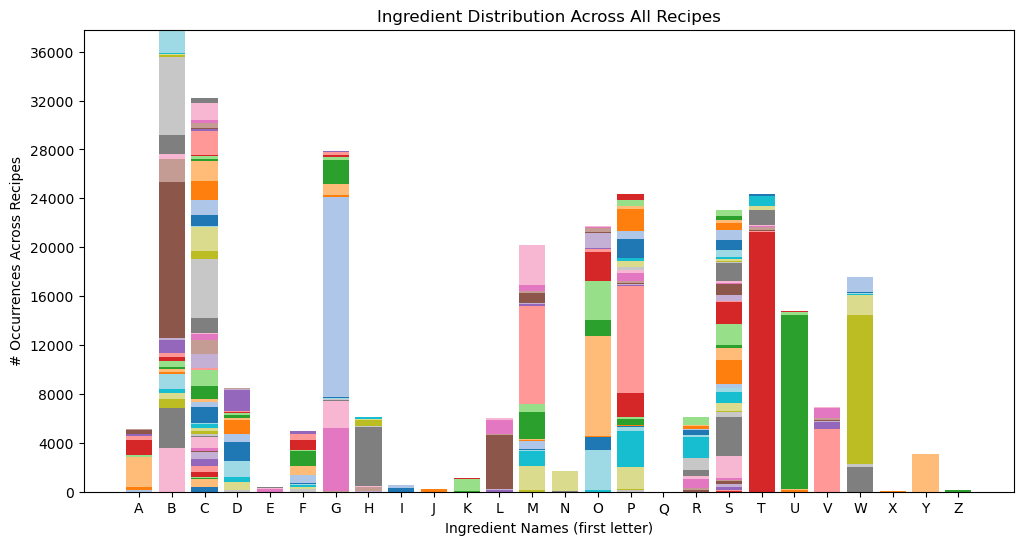 Ingredient Distribution Across All Recipes
# Occurrences Across Recipes
36000
32000
28000
24000
20000
16000
12000
8000
4000
0
A B C D E F G H I J K L M N O P Q R S T U V W X Y Z
Ingredient Names (first letter)